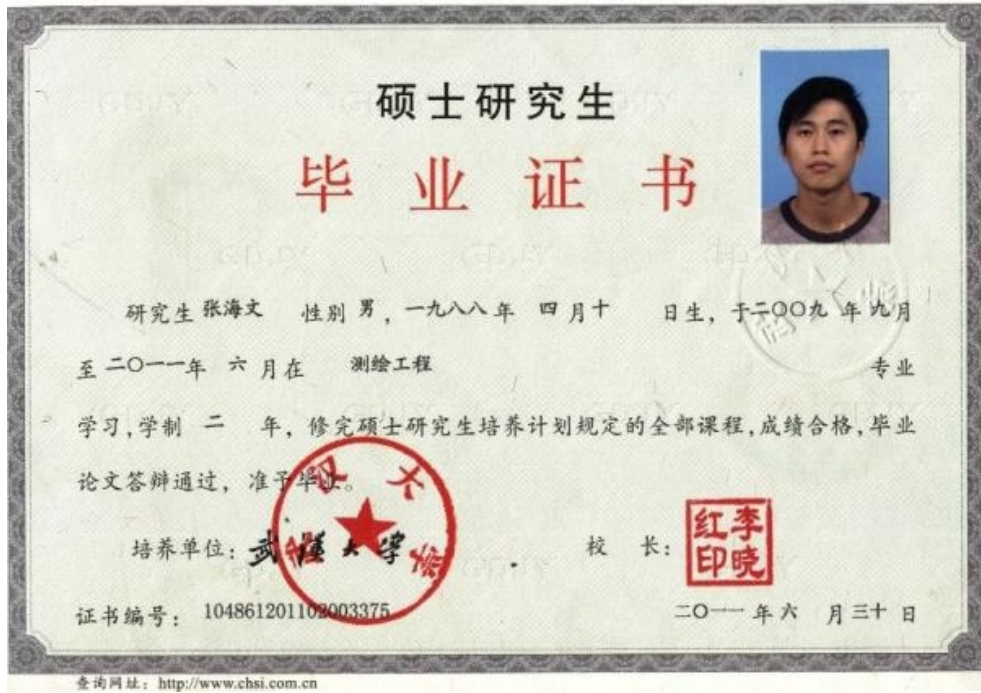 硕士研究生
毕业证书
研究生 张海文 性别 男，一九八八年 四月十 日生，于二〇〇九 年 九月
至二〇一一年 六 月在 测绘工程 专业
学习，学制 二 年，修完硕士研究生培养计划规定的全部课程，成绩合格，毕业
论文答辩通过，准予毕业。
培养单位：武漢大学
武汉大学
校 长：
李晓红印
证书编号：104861201102003375
二〇一一 年 六 月 三十 日
查询网址：http://www.chsi.com.cn